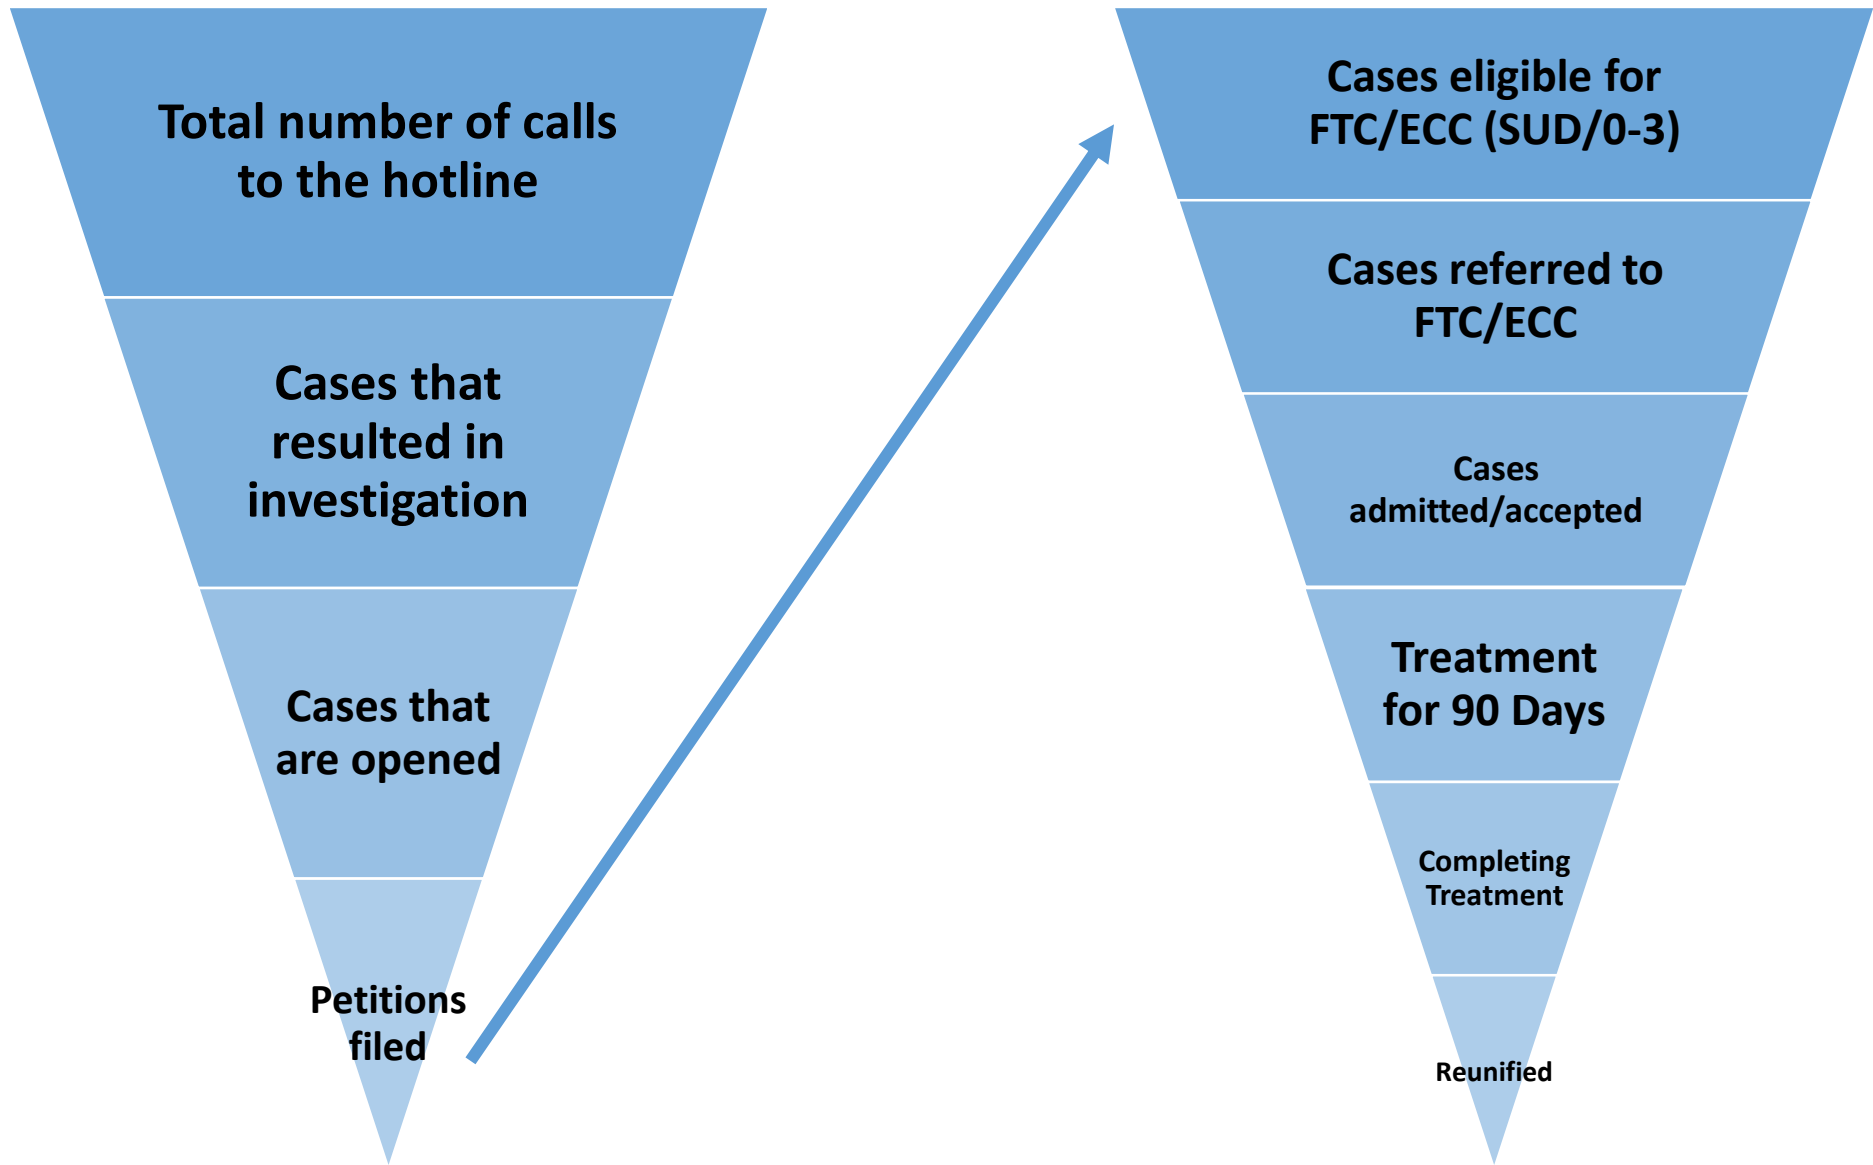 Total number of calls
to the hotline
Cases that
resulted in
investigation
Cases that
are opened
Petitions
filed
Cases eligible for
FTC/ECC (SUD/0-3)
Cases referred to
FTC/ECC
Cases
admitted/accepted
Treatment
for 90 Days
Completing
Treatment
Reunified